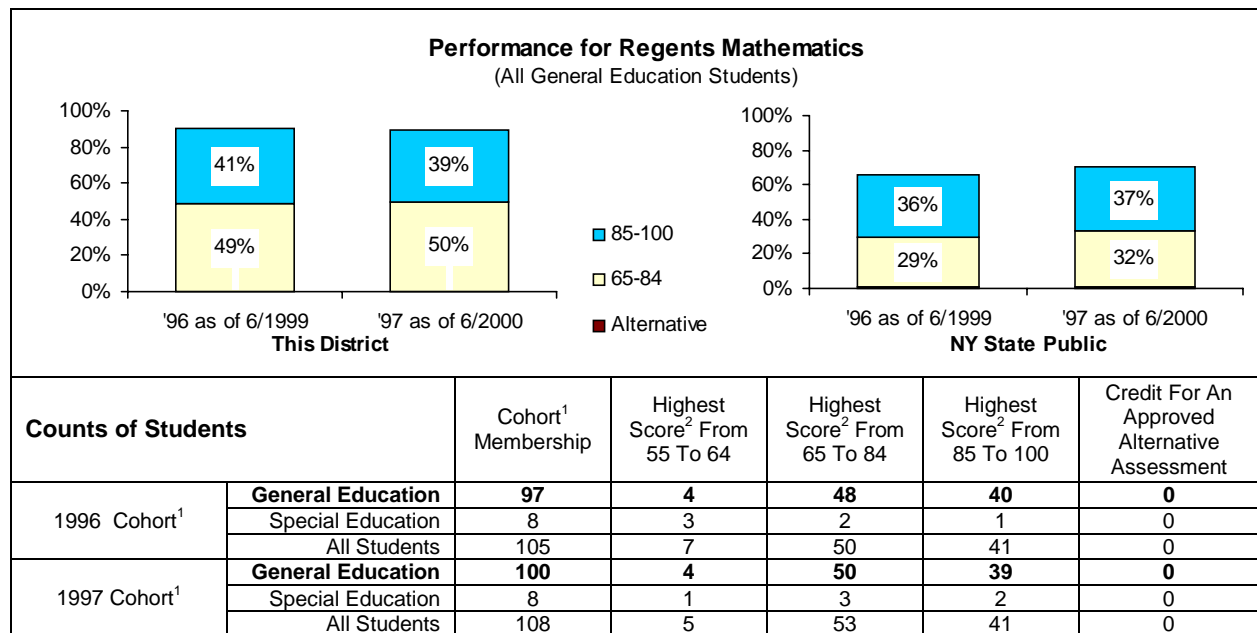 Performance for Regents Mathematics
(All General Education Students)
100%
80%
60%
40%
20%
0%
41%
49%
39%
50%
'96 as of 6/1999
'97 as of 6/2000
This District
85-100
65-84
Alternative
100%
80%
60%
40%
20%
0%
36%
29%
37%
32%
'96 as of 6/1999
'97 as of 6/2000
NY State Public
Counts of Students
Cohort¹
Membership
Highest
Score² From
55 To 64
Highest
Score² From
65 To 84
Highest
Score² From
85 To 100
Credit For An
Approved
Alternative
Assessment
1996 Cohort¹
General Education 97 4 48 40 0
Special Education 8 3 2 1 0
All Students 105 7 50 41 0
1997 Cohort¹
General Education 100 4 50 39 0
Special Education 8 1 3 2 0
All Students 108 5 53 41 0